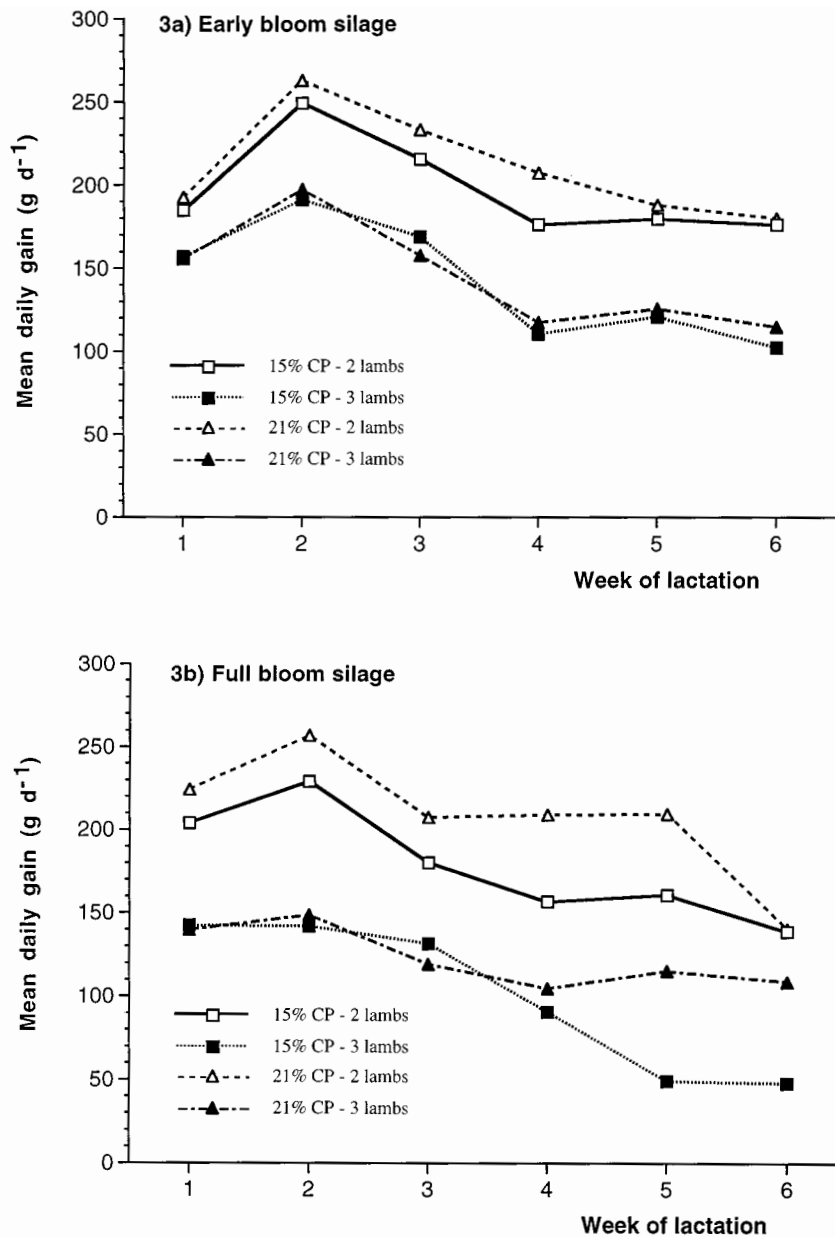 3a) Early bloom silage
Mean daily gain (g d⁻¹)
300
250
200
150
100
50
0
15% CP - 2 lambs
15% CP - 3 lambs
21% CP - 2 lambs
21% CP - 3 lambs
1 2 3 4 5 6
Week of lactation
3b) Full bloom silage
Mean daily gain (g d⁻¹)
300
250
200
150
100
50
0
15% CP - 2 lambs
15% CP - 3 lambs
21% CP - 2 lambs
21% CP - 3 lambs
1 2 3 4 5 6
Week of lactation